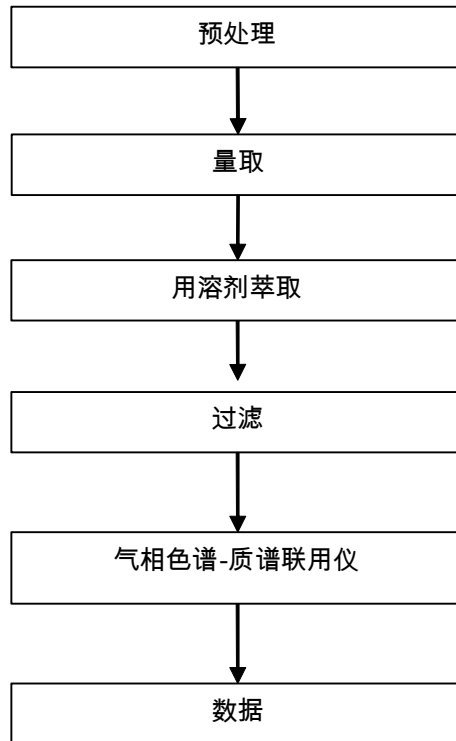 预处理
量取
用溶剂萃取
过滤
气相色谱-质谱联用仪
数据